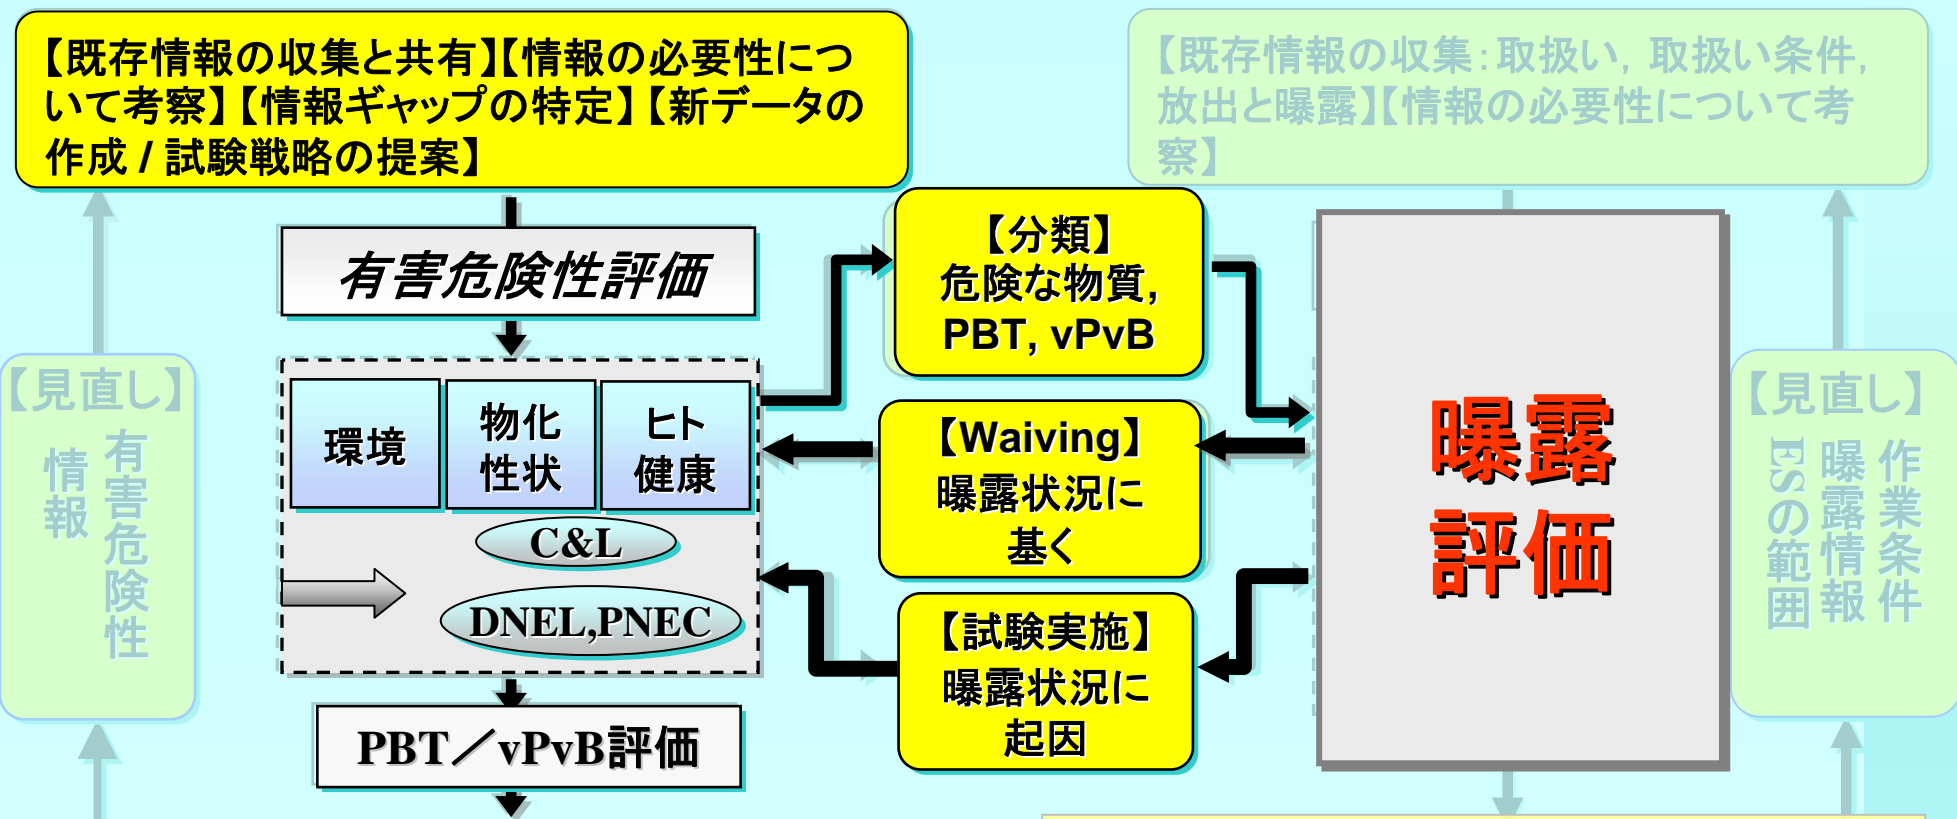 【既存情報の収集と共有】【情報の必要性につ
いて考察】【情報ギャップの特定】【新データの
作成 / 試験戦略の提案】
【既存情報の収集:取扱い, 取扱い条件,
放出と曝露】【情報の必要性について考
察】
有害危険性評価
【分類】
危険な物質,
PBT, vPvB
【見直し】
有害危険性
情報
環境
物化
性状
ヒト
健康
C&L
DNEL,PNEC
【Waiving】
曝露状況に
基く
【試験実施】
曝露状況に
起因
曝露
評価
【見直し】
作業条件
曝露情報
ESの範囲
PBT/vPvB評価